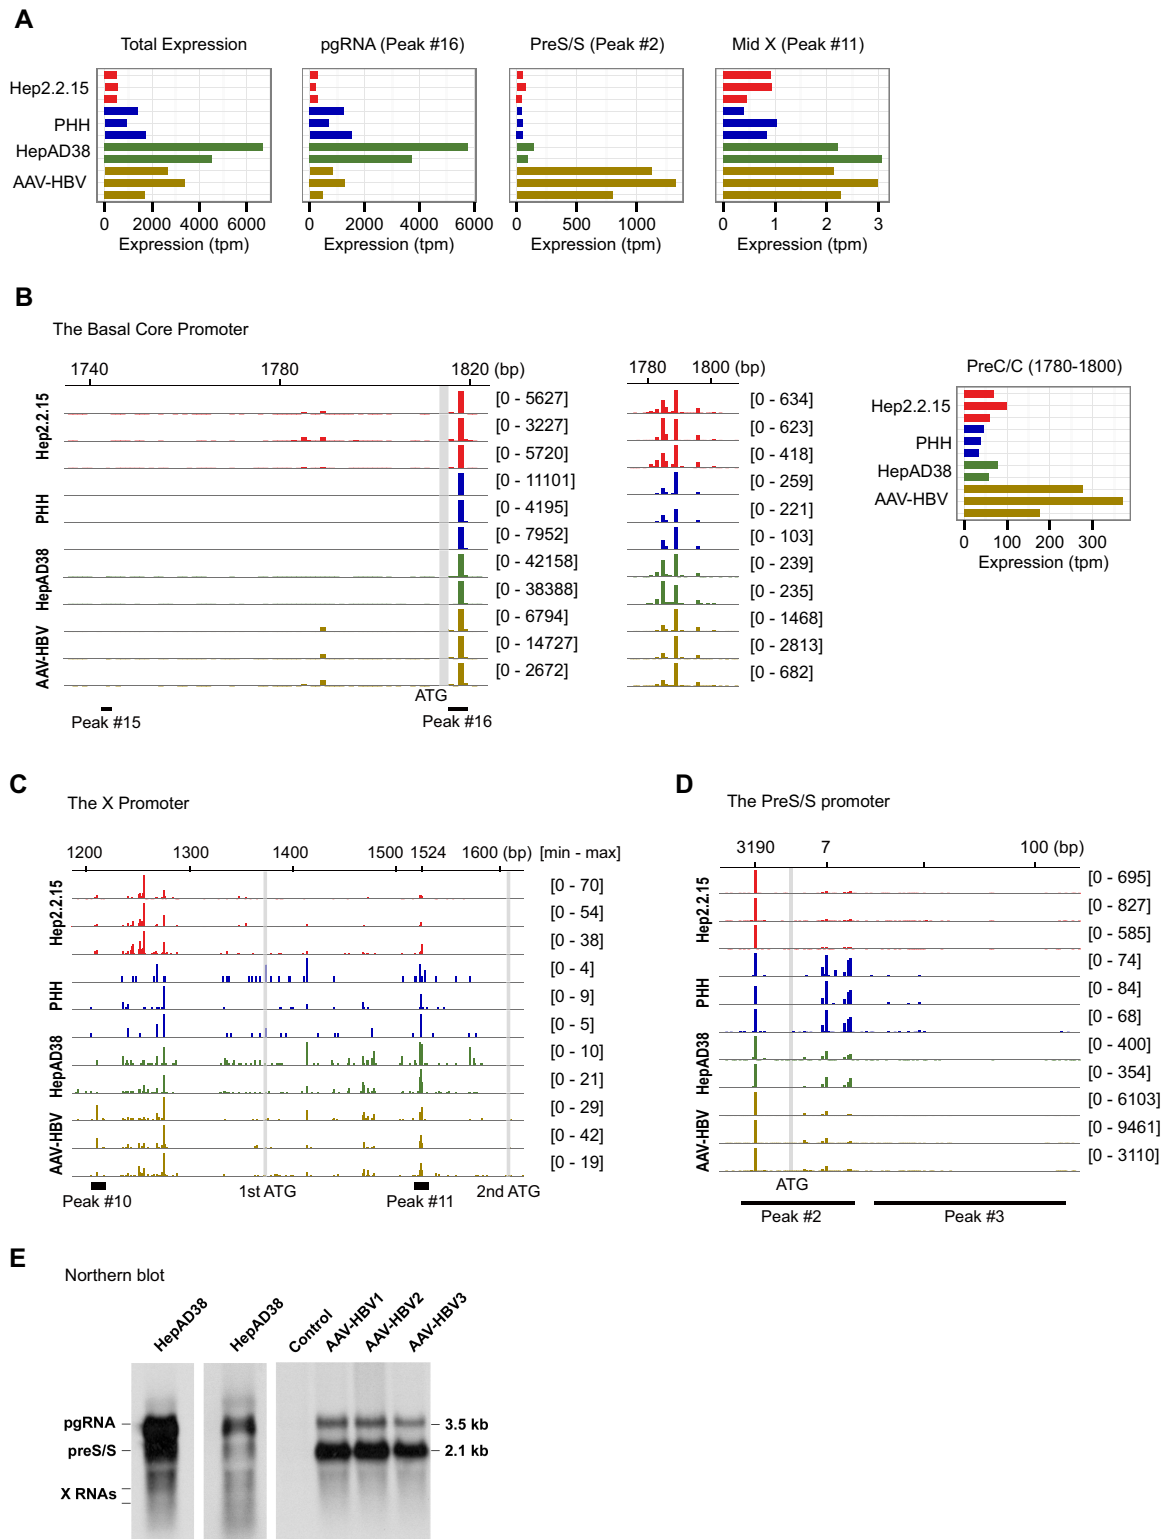 A
Total Expression
pgRNA (Peak #16)
PreS/S (Peak #2)
Mid X (Peak #11)
Hep2.2.15
PHH
HepAD38
AAV-HBV
0 2000 4000 6000
0 2000 4000 6000
0 500 1000
0 1 2 3
Expression (tpm)
Expression (tpm)
Expression (tpm)
Expression (tpm)
B
The Basal Core Promoter
1740 1780 1820 (bp)
1780 1800 (bp)
PreC/C (1780-1800)
Hep2.2.15
PHH
HepAD38
AAV-HBV
[0 - 5627]
[0 - 3227]
[0 - 5720]
[0 - 11101]
[0 - 4195]
[0 - 7952]
[0 - 42158]
[0 - 38388]
[0 - 6794]
[0 - 14727]
[0 - 2672]
ATG
Peak #15
Peak #16
[0 - 634]
[0 - 623]
[0 - 418]
[0 - 259]
[0 - 221]
[0 - 103]
[0 - 239]
[0 - 235]
[0 - 1468]
[0 - 2813]
[0 - 682]
Hep2.2.15
PHH
HepAD38
AAV-HBV
0 100 200 300
Expression (tpm)
C
The X Promoter
1200 1300 1400 1500 1524 1600 (bp) [min - max]
Hep2.2.15
PHH
HepAD38
AAV-HBV
[0 - 70]
[0 - 54]
[0 - 38]
[0 - 4]
[0 - 9]
[0 - 5]
[0 - 10]
[0 - 21]
[0 - 29]
[0 - 42]
[0 - 19]
Peak #10
1st ATG
Peak #11
2nd ATG
D
The PreS/S promoter
3190 7 100 (bp)
Hep2.2.15
PHH
HepAD38
AAV-HBV
[0 - 695]
[0 - 827]
[0 - 585]
[0 - 74]
[0 - 84]
[0 - 68]
[0 - 400]
[0 - 354]
[0 - 6103]
[0 - 9461]
[0 - 3110]
ATG
Peak #2
Peak #3
E
Northern blot
HepAD38
HepAD38
Control
AAV-HBV1
AAV-HBV2
AAV-HBV3
pgRNA
preS/S
X RNAs
3.5 kb
2.1 kb